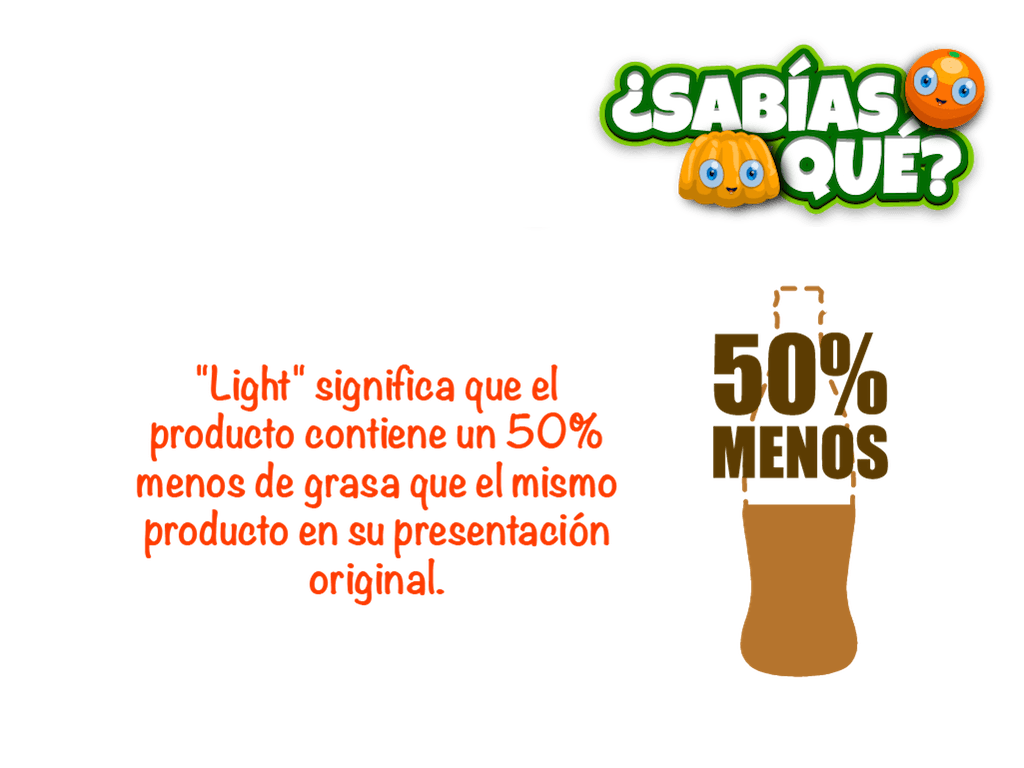 ¿SABÍAS
QUÉ?
"Light" significa que el
producto contiene un 50%
menos de grasa que el mismo
producto en su presentación
original.
50%
MENOS